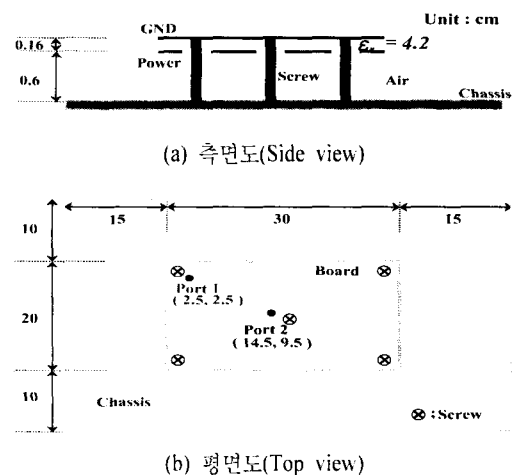 Unit : cm
GND
0.16
εᵣ = 4.2
Power
0.6
Screw
Air
Chassis
(a) 측면도(Side view)
15
30
15
10
Board
Port 1
( 2.5, 2.5 )
20
Port 2
( 14.5, 9.5 )
10
Chassis
: Screw
(b) 평면도(Top view)